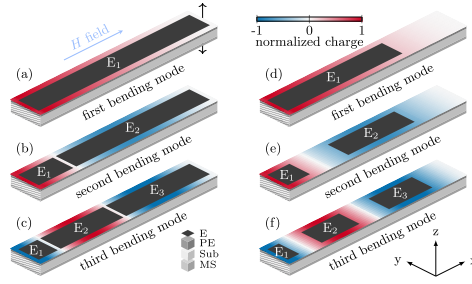 -1 0 1
normalized charge
H field
(a) E1
first bending mode
(d) E1
first bending mode
(b) E1 E2
second bending mode
(e) E1 E2
second bending mode
(c) E1 E2 E3
third bending mode
(f) E1 E2 E3
third bending mode
E
PE
Sub
MS
z
y